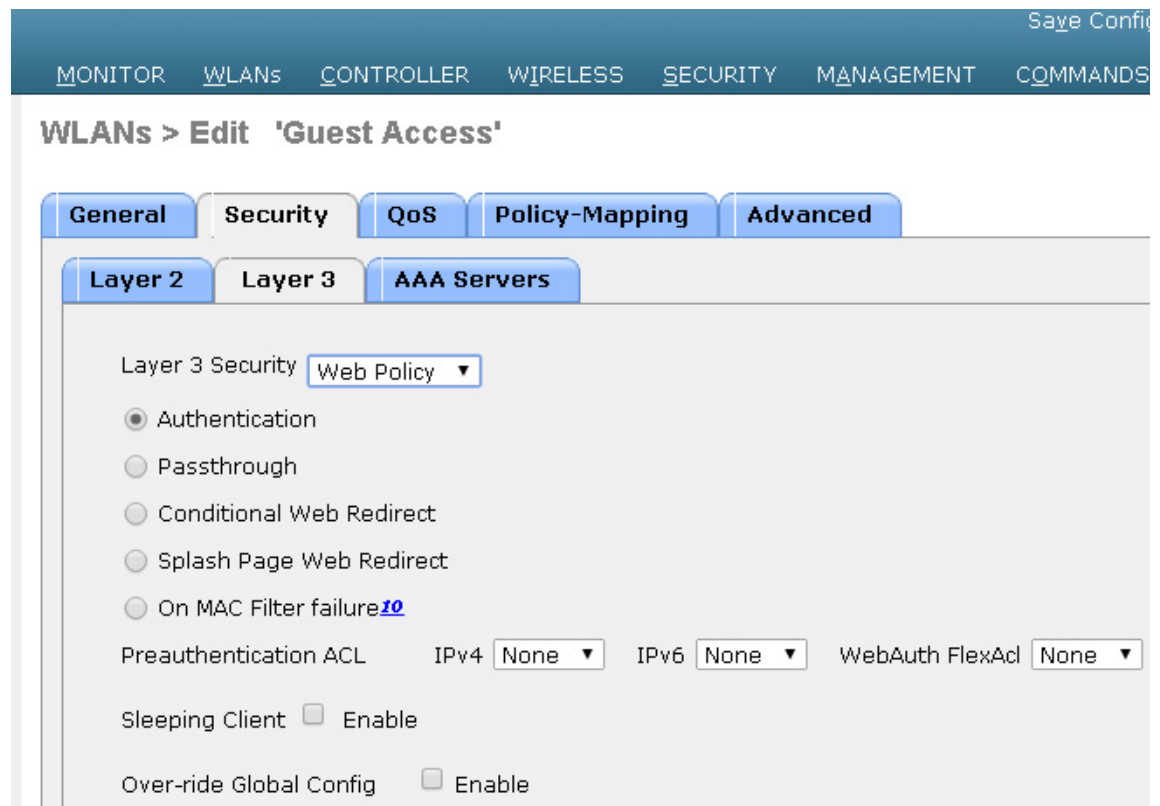 Save Config
MONITOR WLANs CONTROLLER WIRELESS SECURITY MANAGEMENT COMMANDS
WLANs > Edit 'Guest Access'
General Security QoS Policy-Mapping Advanced
Layer 2 Layer 3 AAA Servers
Layer 3 Security Web Policy
Authentication
Passthrough
Conditional Web Redirect
Splash Page Web Redirect
On MAC Filter failure10
Preauthentication ACL IPv4 None IPv6 None WebAuth FlexAcl None
Sleeping Client Enable
Over-ride Global Config Enable